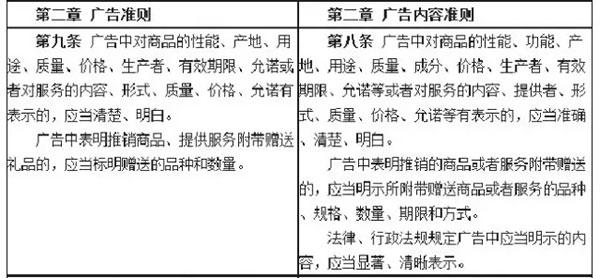 第二章 广告准则
第九条 广告中对商品的性能、产地、用
途、质量、价格、生产者、有效期限、允诺或
者对服务的内容、形式、质量、价格、允诺有
表示的，应当清楚、明白。
广告中表明推销商品、提供服务附带赠送
礼品的，应当标明赠送的品种和数量。
第二章 广告内容准则
第八条 广告中对商品的性能、功能、产
地、用途、质量、成分、价格、生产者、有效
期限、允诺等或者对服务的内容、提供者、形
式、质量、价格、允诺等有表示的，应当准确
、清楚、明白。
广告中表明推销的商品或者服务附带赠送
的，应当明示所附带赠送商品或者服务的品种
、规格、数量、期限和方式。
法律、行政法规规定广告中应当明示的内
容，应当显著、清晰表示。